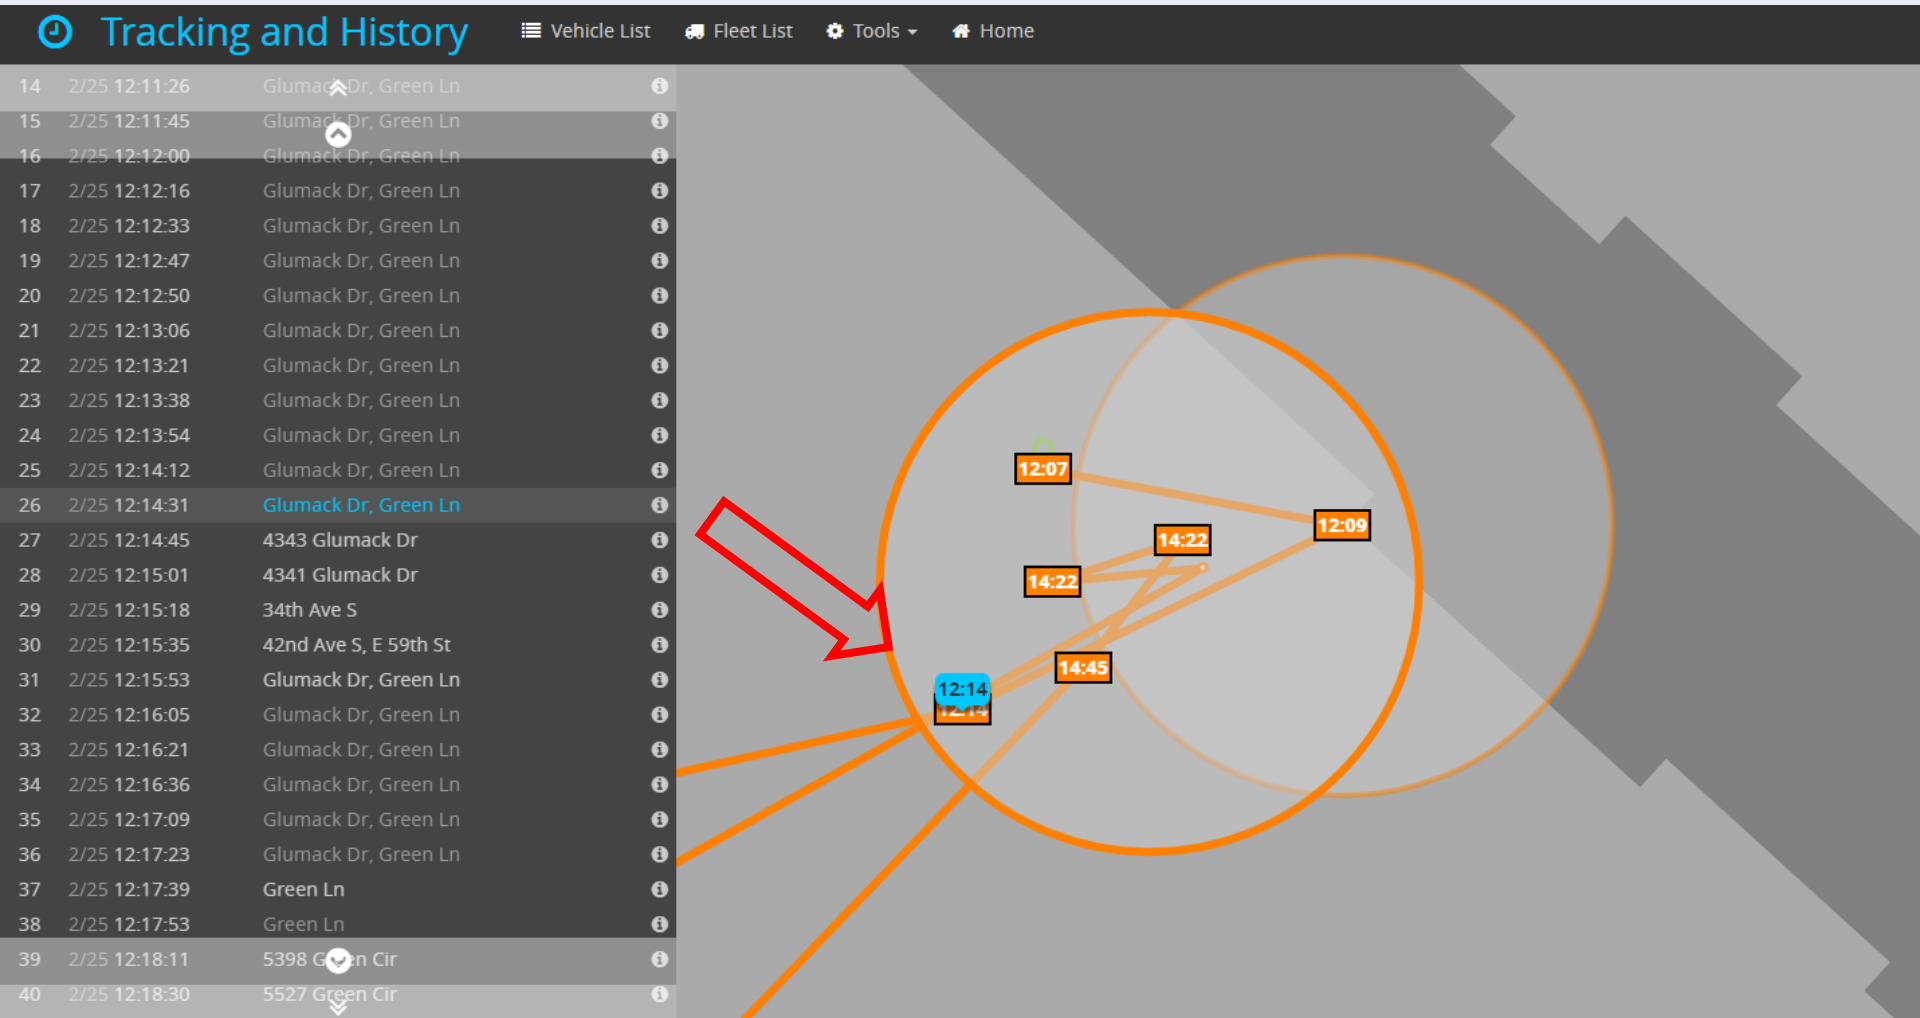 Tracking and History Vehicle List Fleet List Tools Home
14 2/25 12:11:26 Glumack Dr, Green Ln
15 2/25 12:11:45 Glumack Dr, Green Ln
16 2/25 12:12:00 Glumack Dr, Green Ln
17 2/25 12:12:16 Glumack Dr, Green Ln
18 2/25 12:12:33 Glumack Dr, Green Ln
19 2/25 12:12:47 Glumack Dr, Green Ln
20 2/25 12:12:50 Glumack Dr, Green Ln
21 2/25 12:13:06 Glumack Dr, Green Ln
22 2/25 12:13:21 Glumack Dr, Green Ln
23 2/25 12:13:38 Glumack Dr, Green Ln
24 2/25 12:13:54 Glumack Dr, Green Ln
25 2/25 12:14:12 Glumack Dr, Green Ln
26 2/25 12:14:31 Glumack Dr, Green Ln
27 2/25 12:14:45 4343 Glumack Dr
28 2/25 12:15:01 4341 Glumack Dr
29 2/25 12:15:18 34th Ave S
30 2/25 12:15:35 42nd Ave S, E 59th St
31 2/25 12:15:53 Glumack Dr, Green Ln
32 2/25 12:16:05 Glumack Dr, Green Ln
33 2/25 12:16:21 Glumack Dr, Green Ln
34 2/25 12:16:36 Glumack Dr, Green Ln
35 2/25 12:17:09 Glumack Dr, Green Ln
36 2/25 12:17:23 Glumack Dr, Green Ln
37 2/25 12:17:39 Green Ln
38 2/25 12:17:53 Green Ln
39 2/25 12:18:11 5398 Green Cir
40 2/25 12:18:30 5527 Green Cir
12:07
12:09
14:22
14:22
14:45
12:14
12:14